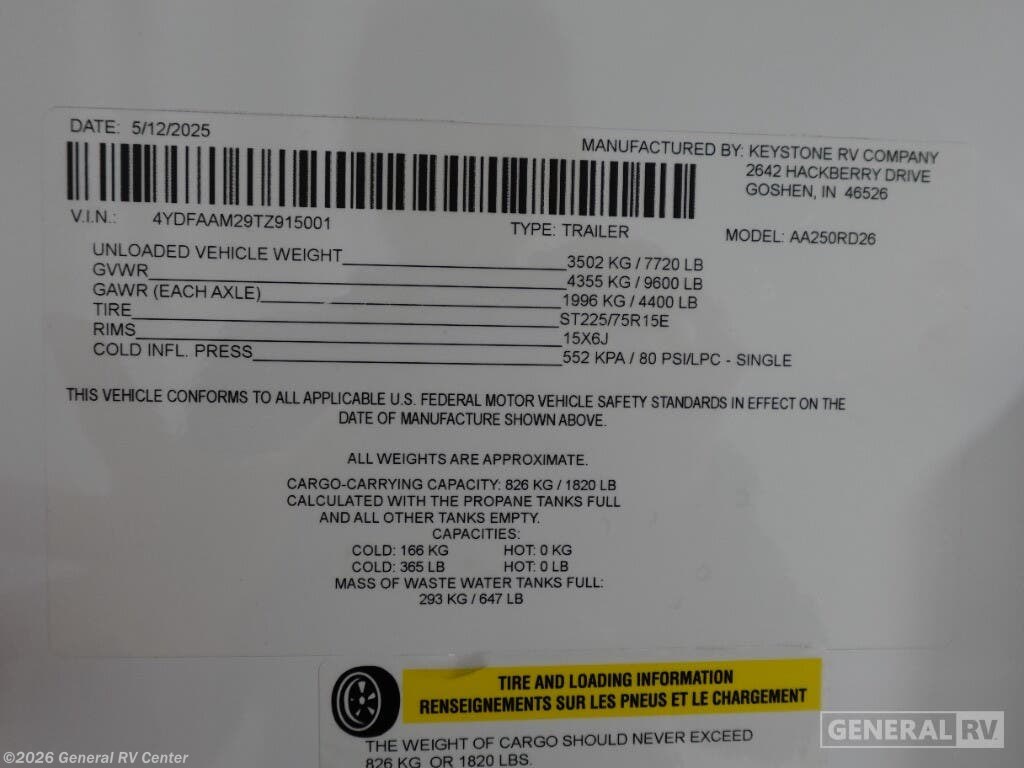 DATE: 5/12/2025
MANUFACTURED BY: KEYSTONE RV COMPANY
2642 HACKBERRY DRIVE
GOSHEN, IN 46526
V.I.N.: 4YDFAAM29TZ915001
TYPE: TRAILER
MODEL: AA250RD26
UNLOADED VEHICLE WEIGHT 3502 KG / 7720 LB
GVWR 4355 KG / 9600 LB
GAWR (EACH AXLE) 1996 KG / 4400 LB
TIRE ST225/75R15E
RIMS 15X6J
COLD INFL. PRESS 552 KPA / 80 PSI/LPC - SINGLE
THIS VEHICLE CONFORMS TO ALL APPLICABLE U.S. FEDERAL MOTOR VEHICLE SAFETY STANDARDS IN EFFECT ON THE
DATE OF MANUFACTURE SHOWN ABOVE.
ALL WEIGHTS ARE APPROXIMATE.
CARGO-CARRYING CAPACITY: 826 KG / 1820 LB
CALCULATED WITH THE PROPANE TANKS FULL
AND ALL OTHER TANKS EMPTY.
CAPACITIES:
COLD: 166 KG HOT: 0 KG
COLD: 365 LB HOT: 0 LB
MASS OF WASTE WATER TANKS FULL:
293 KG / 647 LB
TIRE AND LOADING INFORMATION
RENSEIGNEMENTS SUR LES PNEUS ET LE CHARGEMENT
THE WEIGHT OF CARGO SHOULD NEVER EXCEED
826 KG OR 1820 LBS.
GENERAL RV
©2026 General RV Center